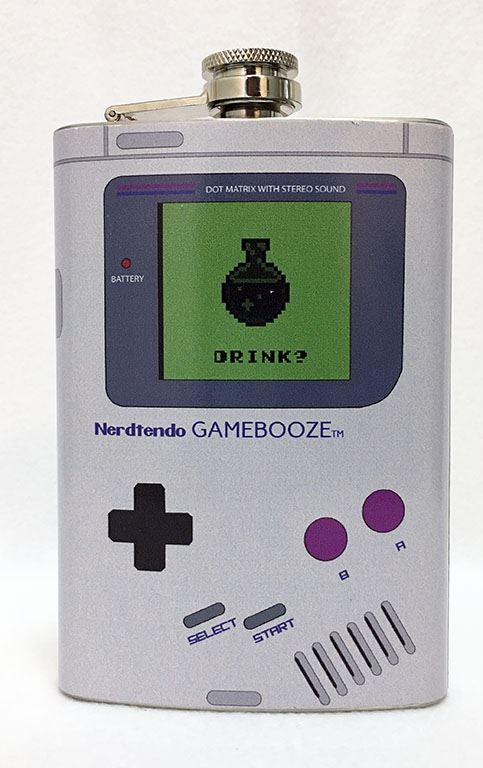 DOT MATRIX WITH STEREO SOUND
BATTERY
DRINK?
Nerdtendo GAMEBOOZE™
B A
SELECT START